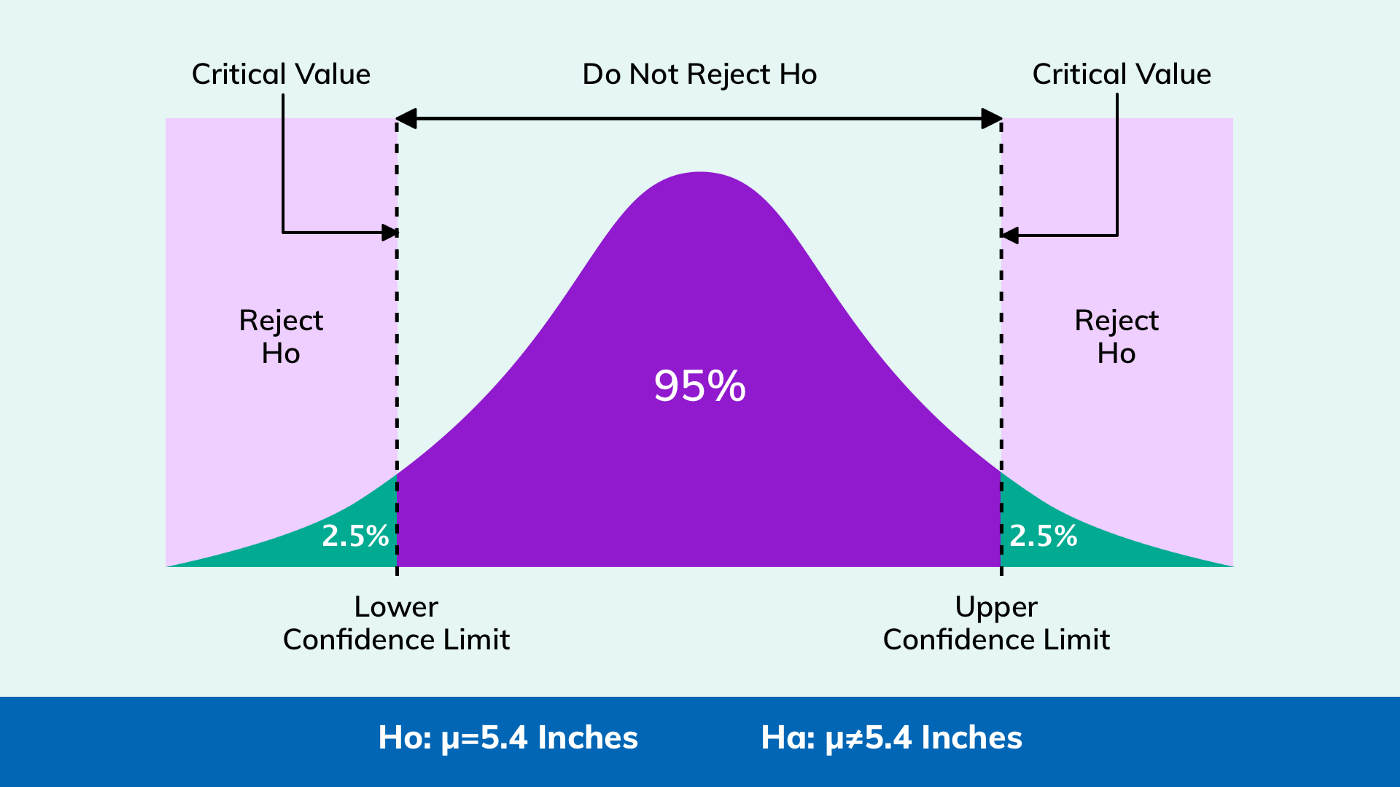 Critical Value
Do Not Reject Ho
Critical Value
Reject
Ho
Reject
Ho
95%
2.5%
2.5%
Lower
Confidence Limit
Upper
Confidence Limit
Ho: µ=5.4 Inches
Ha: µ≠5.4 Inches